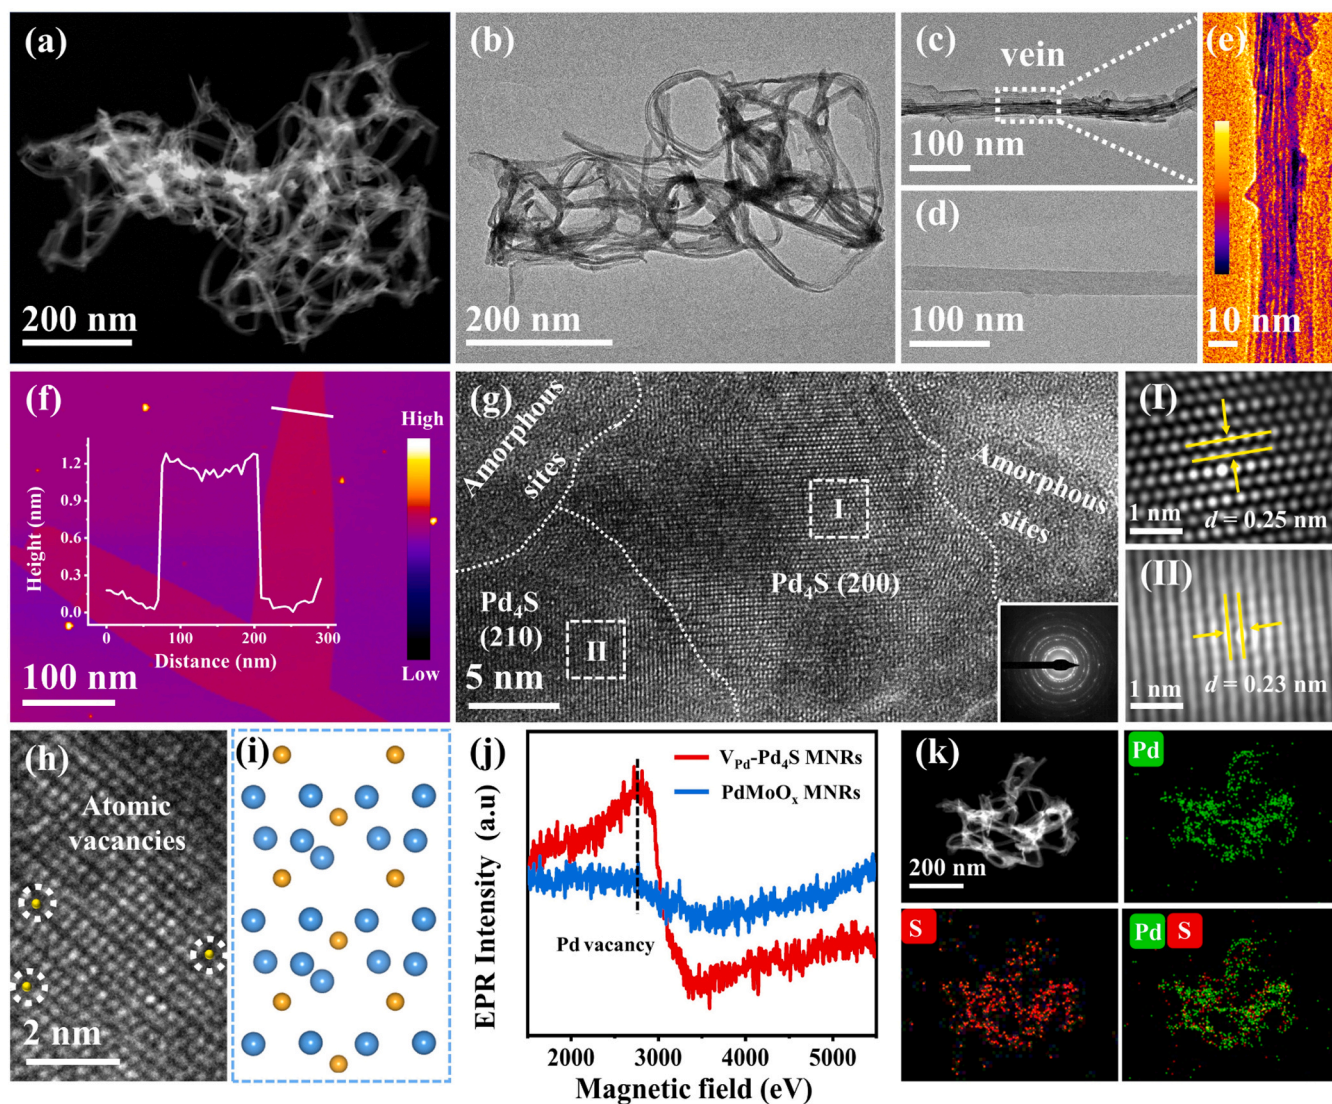 (a)
200 nm
(b)
200 nm
(c)
vein
100 nm
(d)
100 nm
(e)
10 nm
(f)
High
Low
1.2
0.9
0.6
0.3
0.0
Height (nm)
0
100
200
300
Distance (nm)
100 nm
(g)
Amorphous
sites
Amorphous
sites
I
Pd₄S (200)
Pd₄S
(210)
II
5 nm
(I)
1 nm
d = 0.25 nm
(II)
1 nm
d = 0.23 nm
(h)
Atomic
vacancies
2 nm
(i)
(j)
V_Pd-Pd₄S MNRs
PdMoOₓ MNRs
Pd vacancy
EPR Intensity (a.u)
2000
3000
4000
5000
Magnetic field (eV)
(k)
200 nm
Pd
S
Pd S